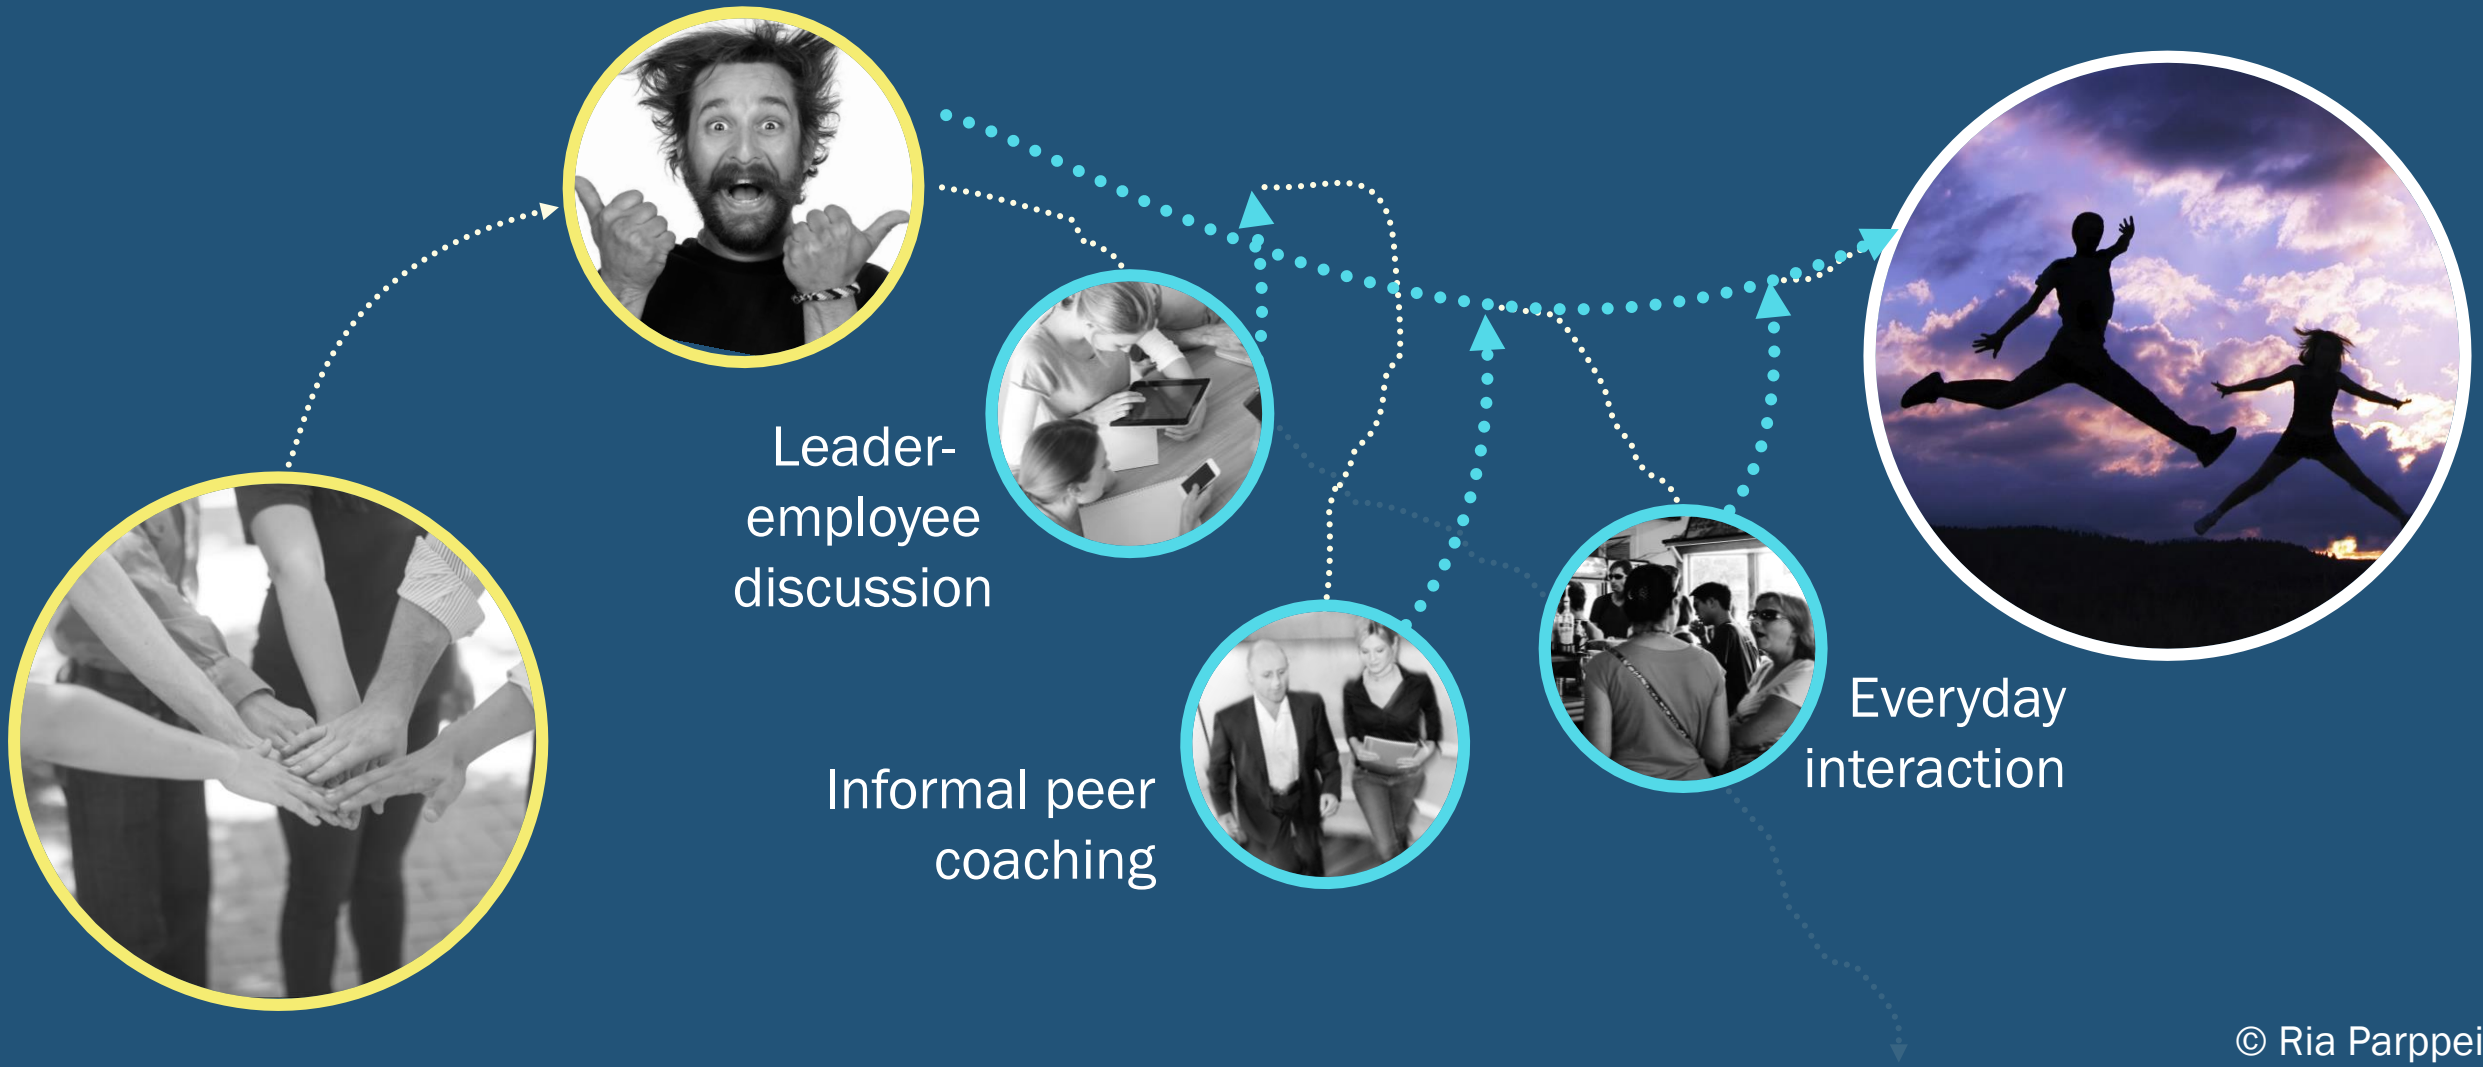 Leader-
employee
discussion
Informal peer
coaching
Everyday
interaction
© Ria Parppei